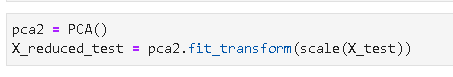 pca2 = PCA()
X_reduced_test = pca2.fit_transform(scale(X_test))